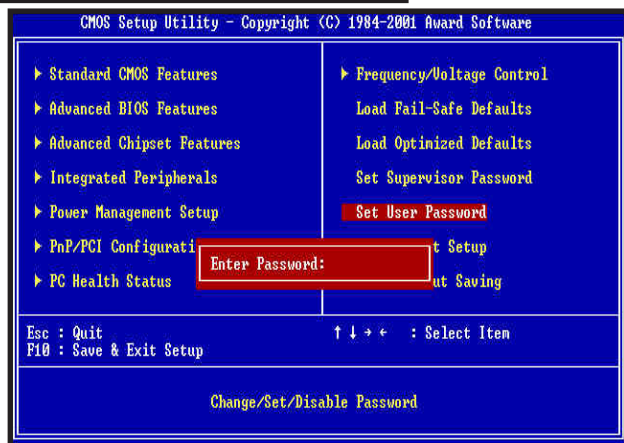 CMOS Setup Utility - Copyright (C) 1984-2001 Award Software
Standard CMOS Features
Advanced BIOS Features
Advanced Chipset Features
Integrated Peripherals
Power Management Setup
PnP/PCI Configurati
PC Health Status
Frequency/Voltage Control
Load Fail-Safe Defaults
Load Optimized Defaults
Set Supervisor Password
Set User Password
t Setup
ut Saving
Enter Password:
Esc : Quit
F10 : Save & Exit Setup
↑ ↓ → ← : Select Item
Change/Set/Disable Password